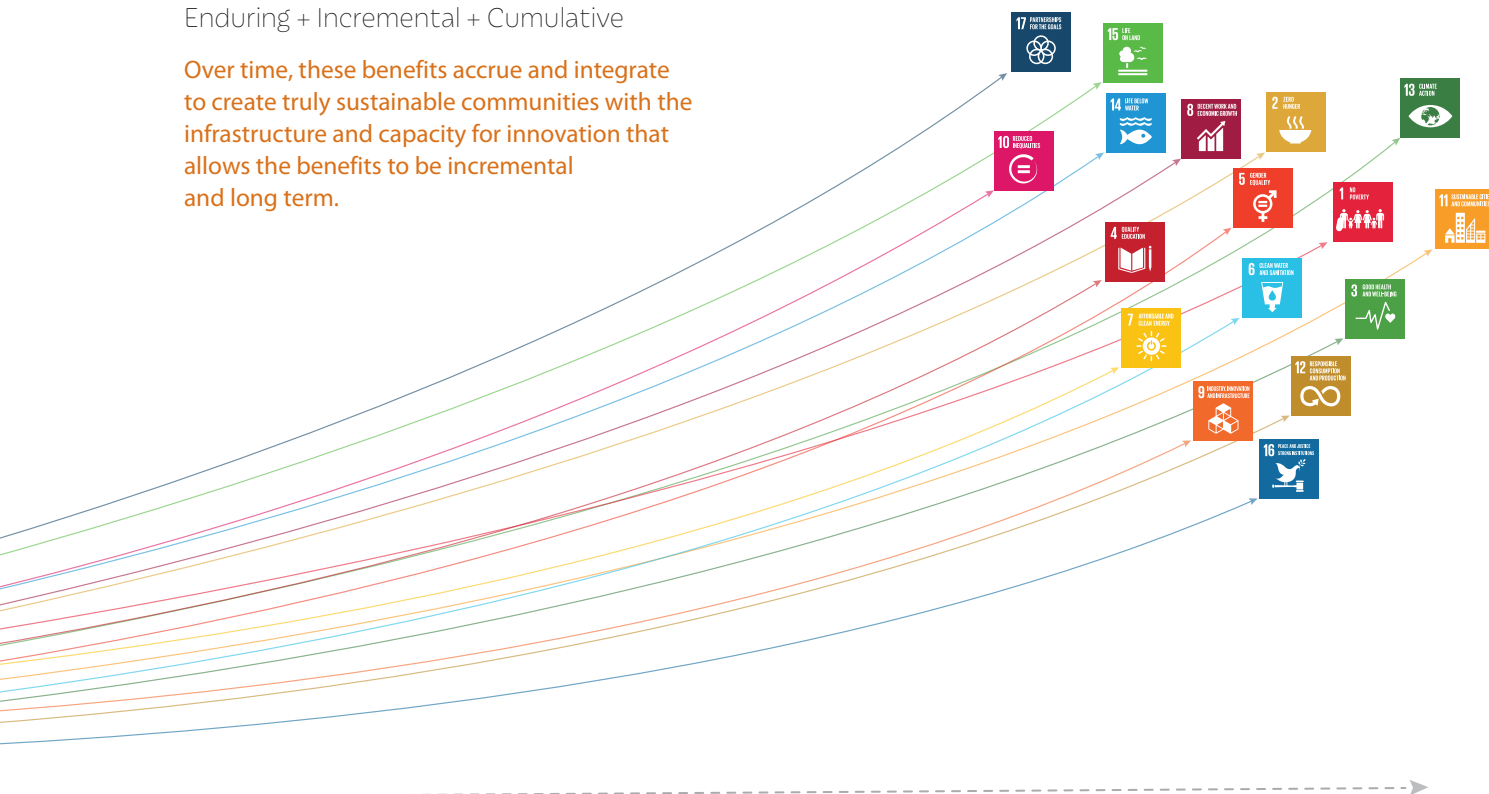 Enduring + Incremental + Cumulative
Over time, these benefits accrue and integrate
to create truly sustainable communities with the
infrastructure and capacity for innovation that
allows the benefits to be incremental
and long term.
17 PARTNERSHIPS
FOR THE GOALS
15 LIFE
ON LAND
13 CLIMATE
ACTION
14 LIFE BELOW
WATER
8 DECENT WORK AND
ECONOMIC GROWTH
2 ZERO
HUNGER
10 REDUCED
INEQUALITIES
5 GENDER
EQUALITY
1 NO
POVERTY
11 SUSTAINABLE CITIES
AND COMMUNITIES
4 QUALITY
EDUCATION
6 CLEAN WATER
AND SANITATION
3 GOOD HEALTH
AND WELL-BEING
7 AFFORDABLE AND
CLEAN ENERGY
12 RESPONSIBLE
CONSUMPTION
AND PRODUCTION
9 INDUSTRY, INNOVATION
AND INFRASTRUCTURE
16 PEACE AND JUSTICE
STRONG INSTITUTIONS